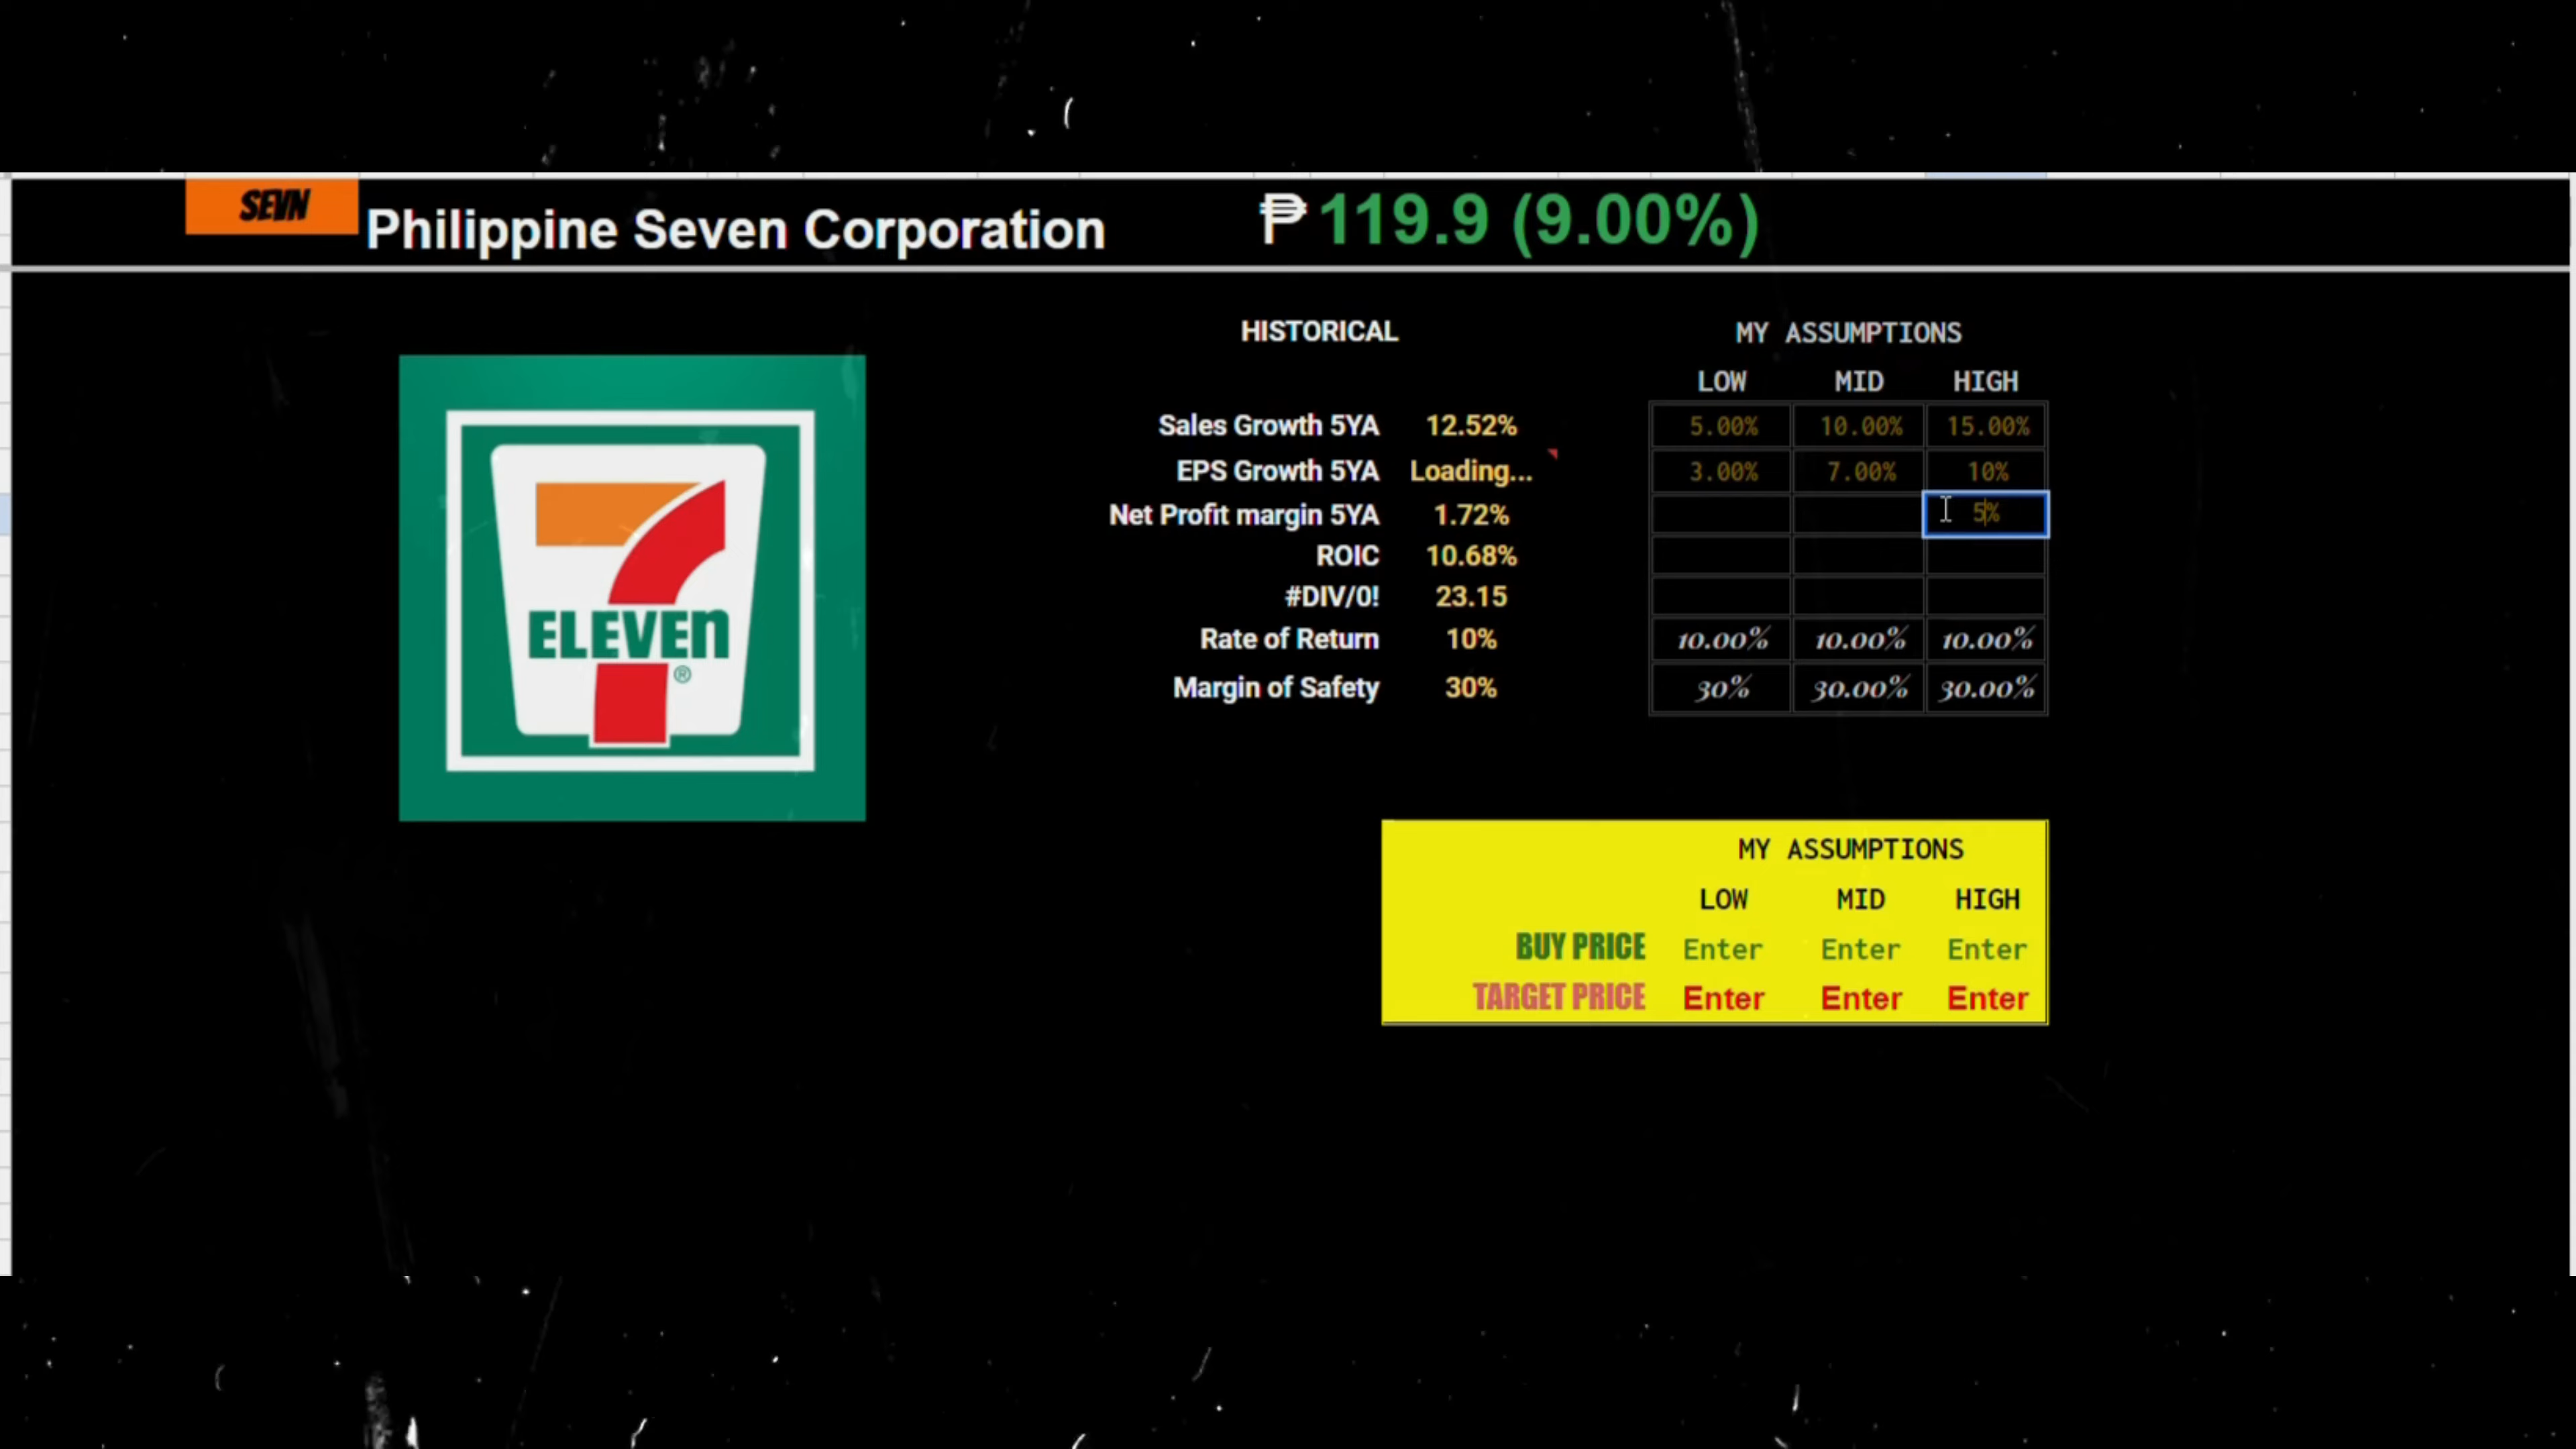 SEVN Philippine Seven Corporation ₱ 119.9 (9.00%)
HISTORICAL MY ASSUMPTIONS
LOW MID HIGH
Sales Growth 5YA 12.52% 5.00% 10.00% 15.00%
EPS Growth 5YA Loading... 3.00% 7.00% 10%
Net Profit margin 5YA 1.72% 5%
ROIC 10.68%
#DIV/0! 23.15
Rate of Return 10% 10.00% 10.00% 10.00%
Margin of Safety 30% 30% 30.00% 30.00%
7
ELEVEn
®
MY ASSUMPTIONS
LOW MID HIGH
BUY PRICE Enter Enter Enter
TARGET PRICE Enter Enter Enter